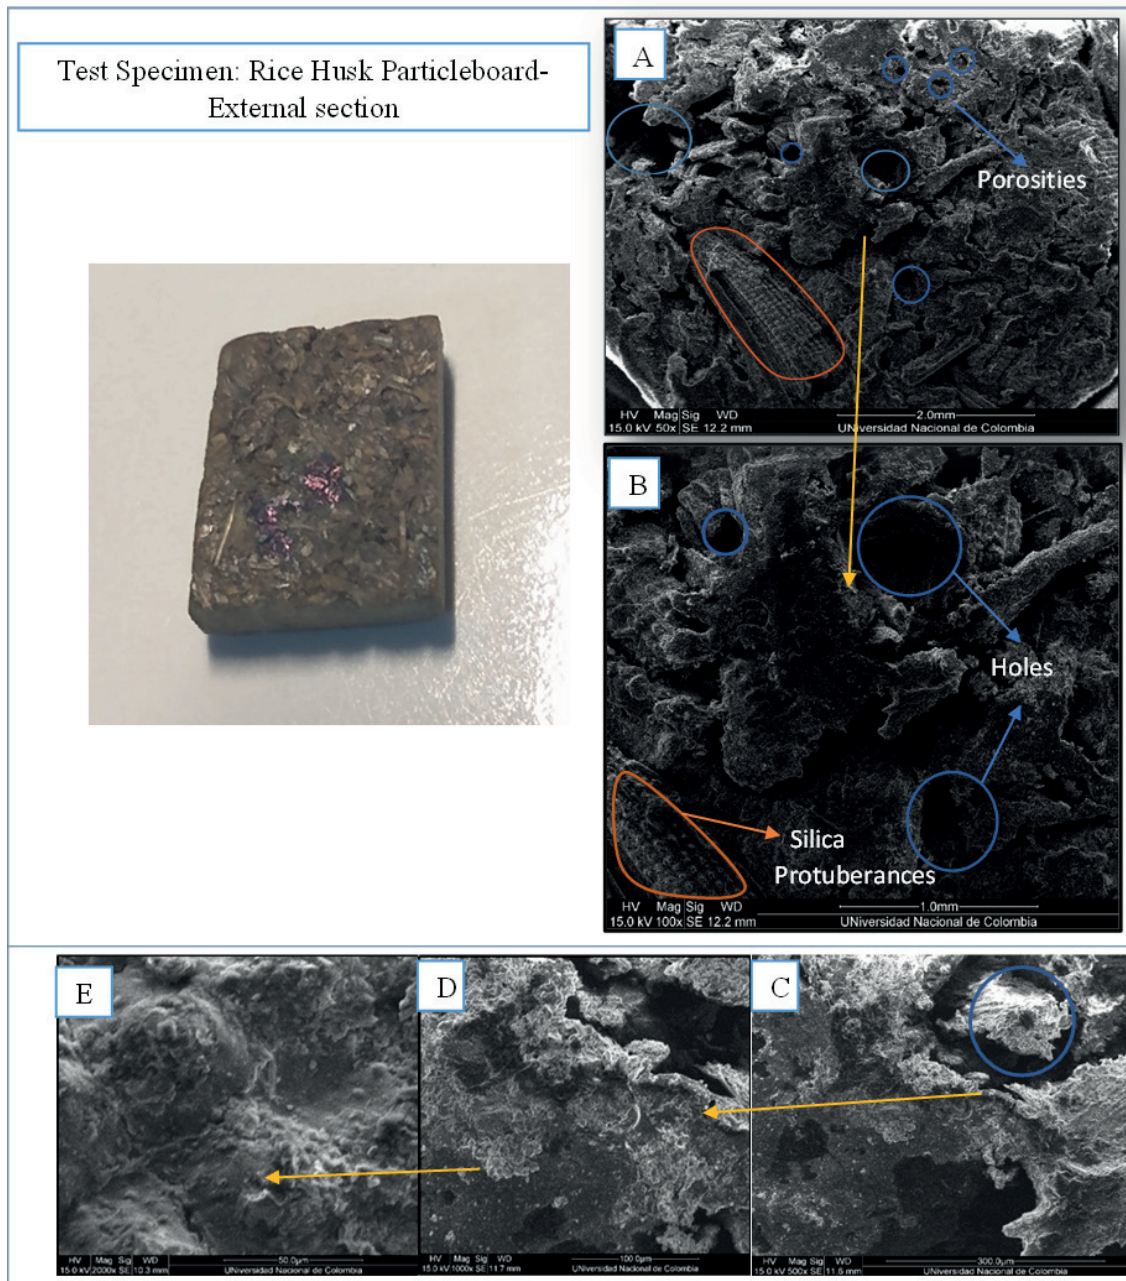 Test Specimen: Rice Husk Particleboard-
External section
A
Porosities
HV Mag Sig WD 2.0mm
15.0 kV 50x SE 12.2 mm UNiversidad Nacional de Colombia
B
Holes
Silica
Protuberances
HV Mag Sig WD 1.0mm
15.0 kV 100x SE 12.2 mm UNiversidad Nacional de Colombia
E
HV Mag Sig WD 50.0µm
15.0 kV 2000x SE 10.3 mm Universidad Nacional de Colombia
D
HV Mag Sig WD 100.0µm
15.0 kV 1000x SE 11.7 mm Universidad Nacional de Colombia
C
HV Mag Sig WD 300.0µm
15.0 kV 500x SE 11.6 mm Universidad Nacional de Colombia